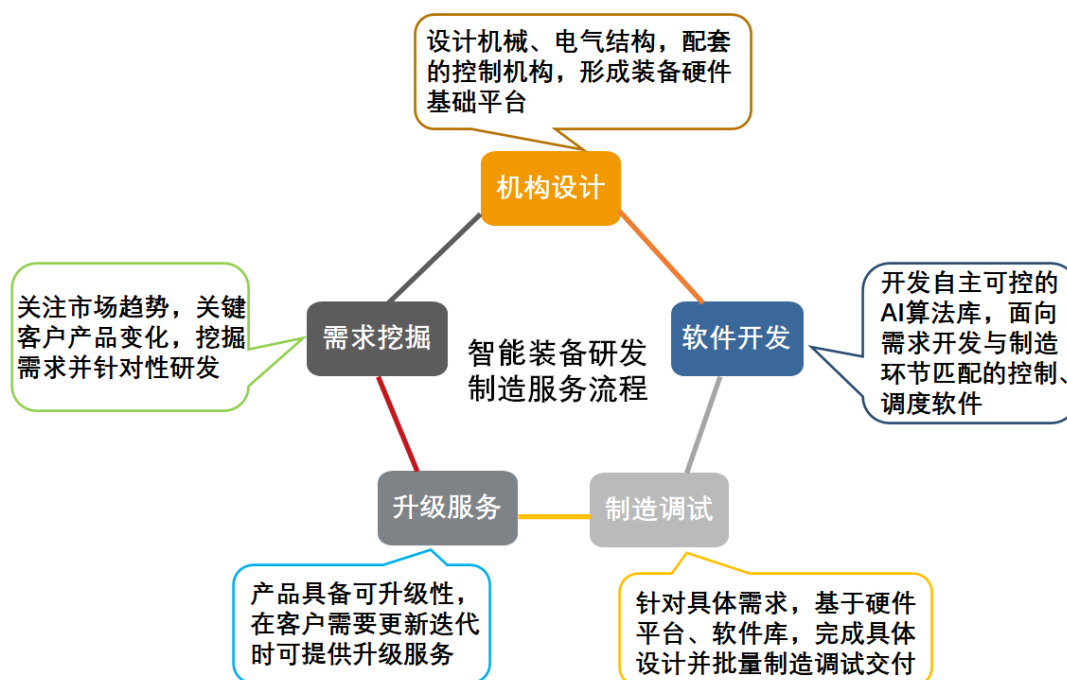 设计机械、电气结构，配套
的控制机构，形成装备硬件
基础平台
机构设计
关注市场趋势，关键
客户产品变化，挖掘
需求并针对性研发
需求挖掘
智能装备研发
制造服务流程
软件开发
开发自主可控的
AI算法库，面向
需求开发与制造
环节匹配的控制、
调度软件
升级服务
制造调试
产品具备可升级性，
在客户需要更新迭代
时可提供升级服务
针对具体需求，基于硬件
平台、软件库，完成具体
设计并批量制造调试交付